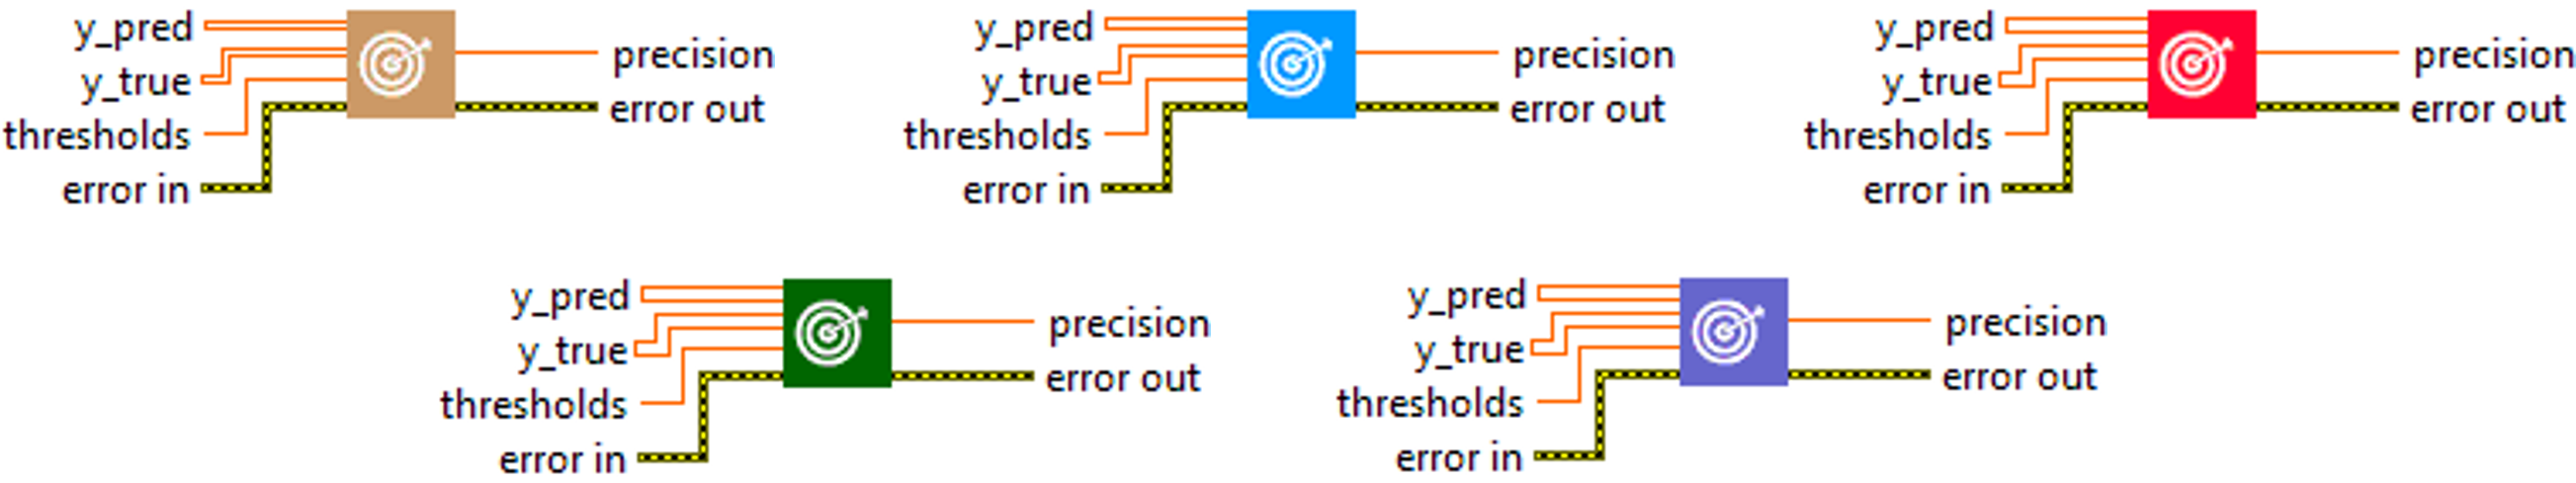 y_pred
y_true
thresholds
error in
precision
error out
y_pred
y_true
thresholds
error in
precision
error out
y_pred
y_true
thresholds
error in
precision
error out
y_pred
y_true
thresholds
error in
precision
error out
y_pred
y_true
thresholds
error in
precision
error out